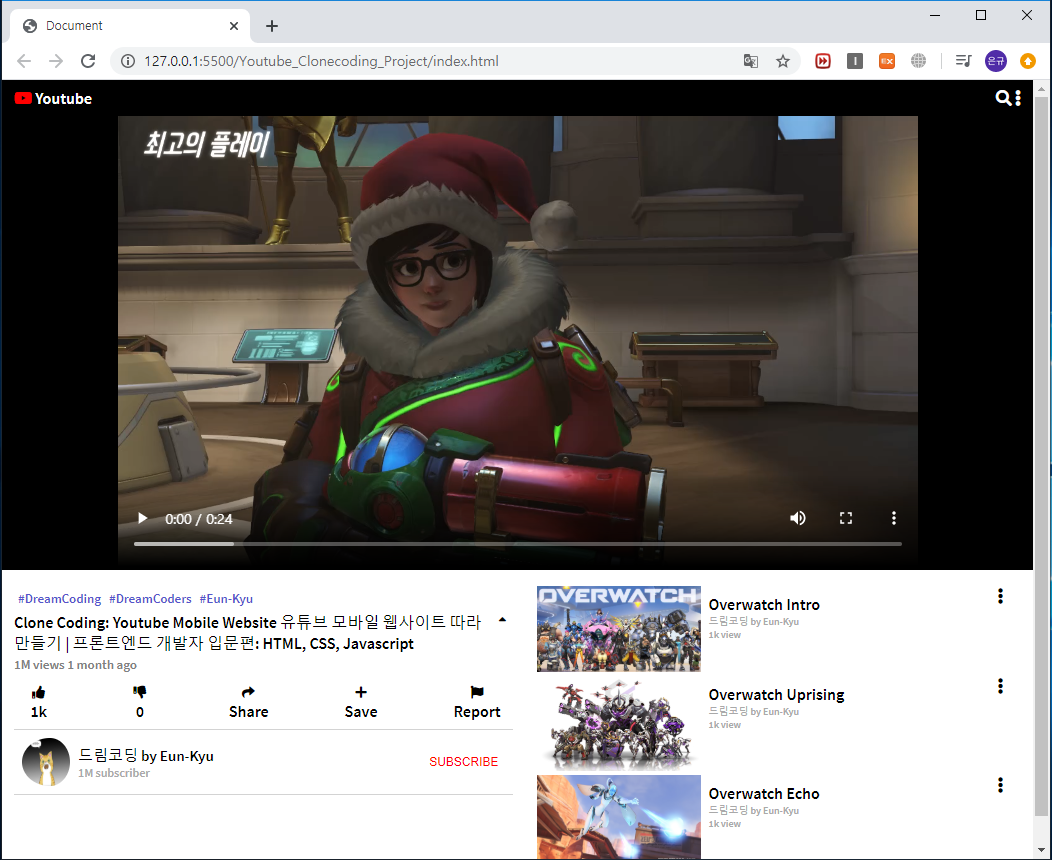 Document
127.0.0.1:5500/Youtube_Clonecoding_Project/index.html
은규
Youtube
최고의 플레이
0:00 / 0:24
#DreamCoding #DreamCoders #Eun-Kyu
Clone Coding: Youtube Mobile Website 유튜브 모바일 웹사이트 따라
만들기 | 프론트엔드 개발자 입문편: HTML, CSS, Javascript
1M views 1 month ago
1k 0 Share Save Report
드림코딩 by Eun-Kyu
1M subscriber
SUBSCRIBE
OVERWATCH
Overwatch Intro
드림코딩 by Eun-Kyu
1k view
Overwatch Uprising
드림코딩 by Eun-Kyu
1k view
Overwatch Echo
드림코딩 by Eun-Kyu
1k view